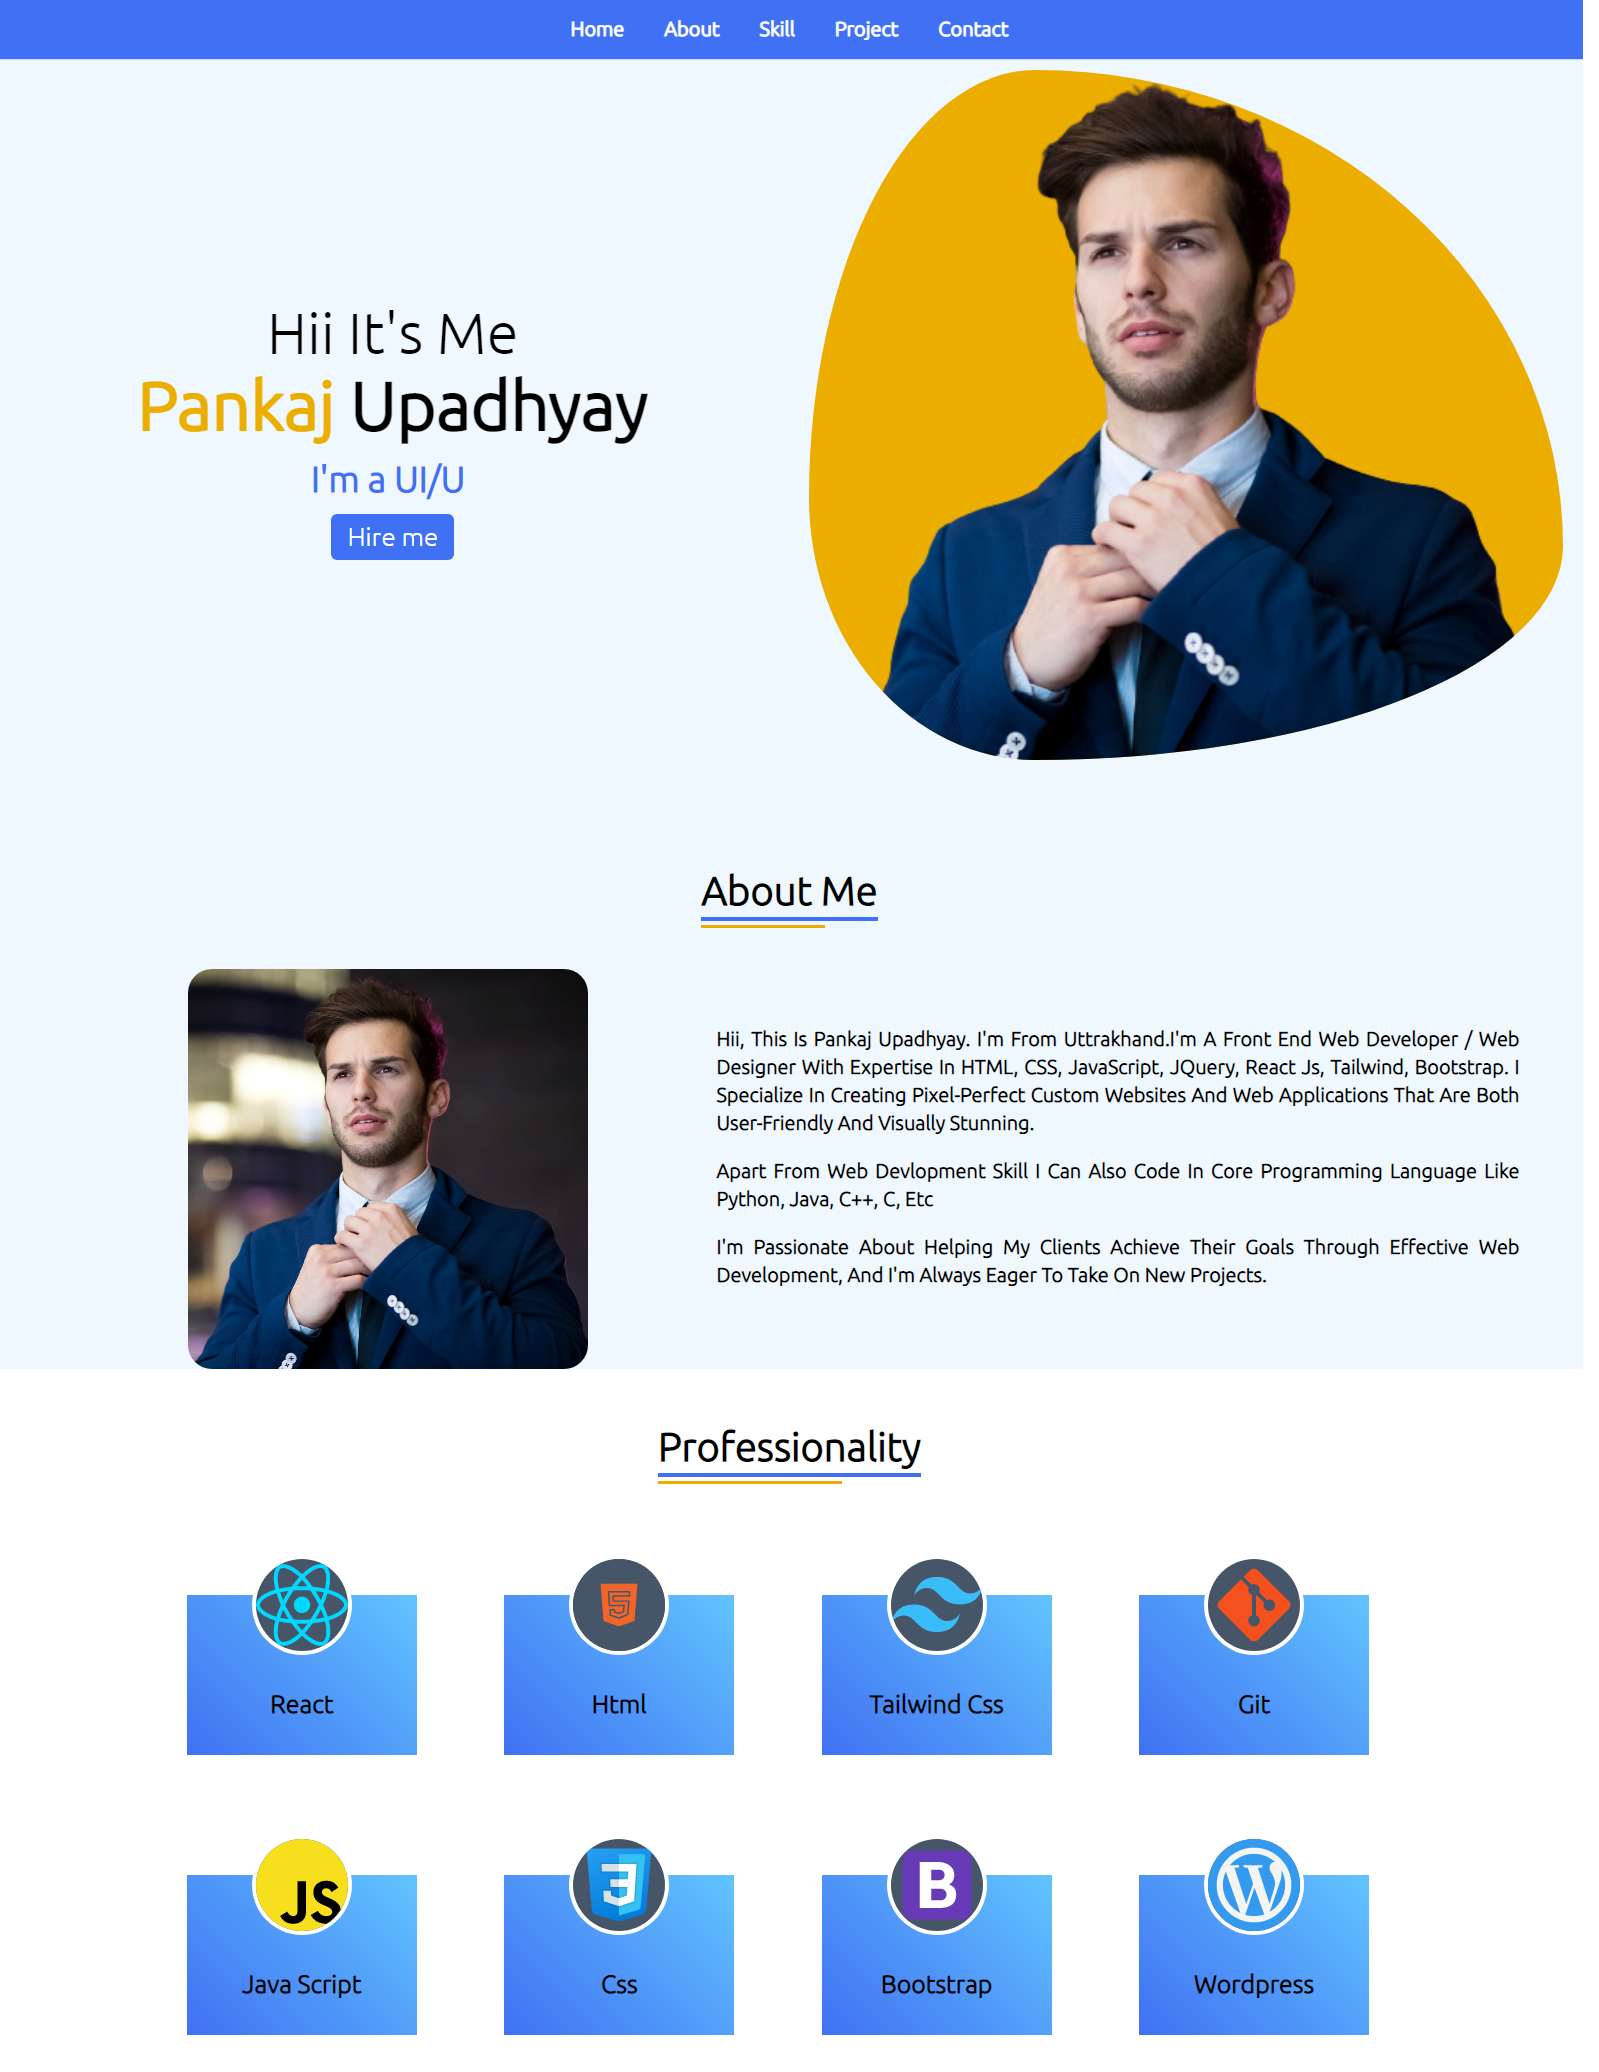 Home About Skill Project Contact
Hii It's Me
Pankaj Upadhyay
I'm a UI/U
Hire me
About Me
Hii, This Is Pankaj Upadhyay. I'm From Uttrakhand.I'm A Front End Web Developer / Web
Designer With Expertise In HTML, CSS, JavaScript, JQuery, React Js, Tailwind, Bootstrap. I
Specialize In Creating Pixel-Perfect Custom Websites And Web Applications That Are Both
User-Friendly And Visually Stunning.
Apart From Web Devlopment Skill I Can Also Code In Core Programming Language Like
Python, Java, C++, C, Etc
I'm Passionate About Helping My Clients Achieve Their Goals Through Effective Web
Development, And I'm Always Eager To Take On New Projects.
Professionality
5
React Html Tailwind Css Git
JS 3 B W
Java Script Css Bootstrap Wordpress